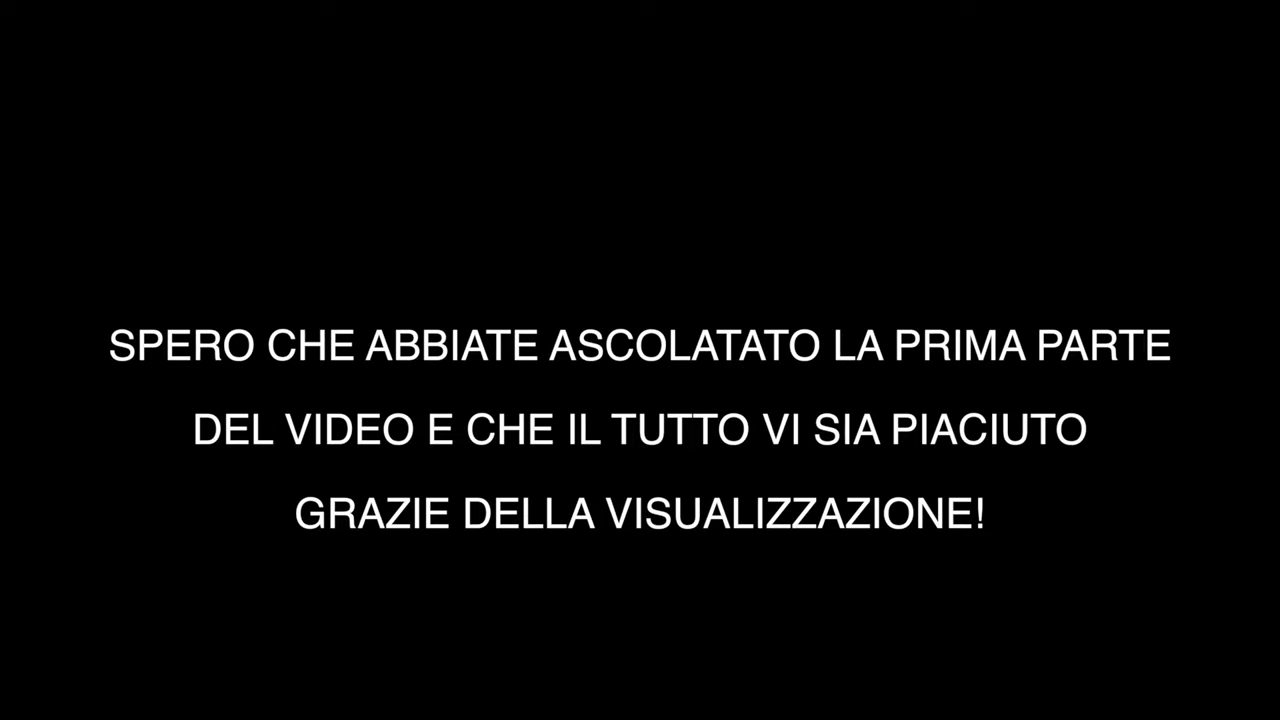 SPERO CHE ABBIATE ASCOLATATO LA PRIMA PARTE
DEL VIDEO E CHE IL TUTTO VI SIA PIACIUTO
GRAZIE DELLA VISUALIZZAZIONE!